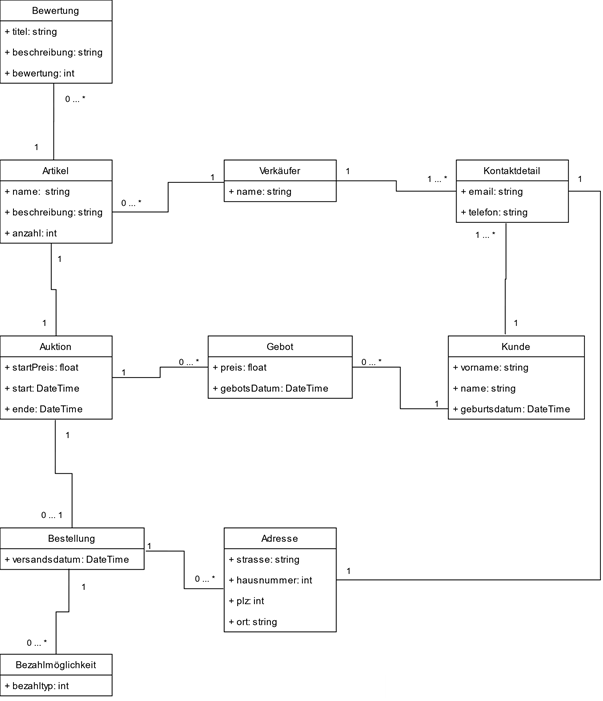 Bewertung
+ titel: string
+ beschreibung: string
+ bewertung: int
0 ... *
1
Artikel
+ name: string
+ beschreibung: string
+ anzahl: int
0 ... *
1
Verkäufer
+ name: string
1
1 ... *
Kontaktdetail
+ email: string
+ telefon: string
1
1 ... *
1
1
1
Auktion
+ startPreis: float
+ start: DateTime
+ ende: DateTime
1
0 ... *
Gebot
+ preis: float
+ gebotsDatum: DateTime
0 ... *
1
Kunde
+ vorname: string
+ name: string
+ geburtsdatum: DateTime
1
0 ... 1
Bestellung
+ versandsdatum: DateTime
1
0 ... *
Adresse
+ strasse: string
+ hausnummer: int
+ plz: int
+ ort: string
1
1
0 ... *
Bezahlmöglichkeit
+ bezahltyp: int